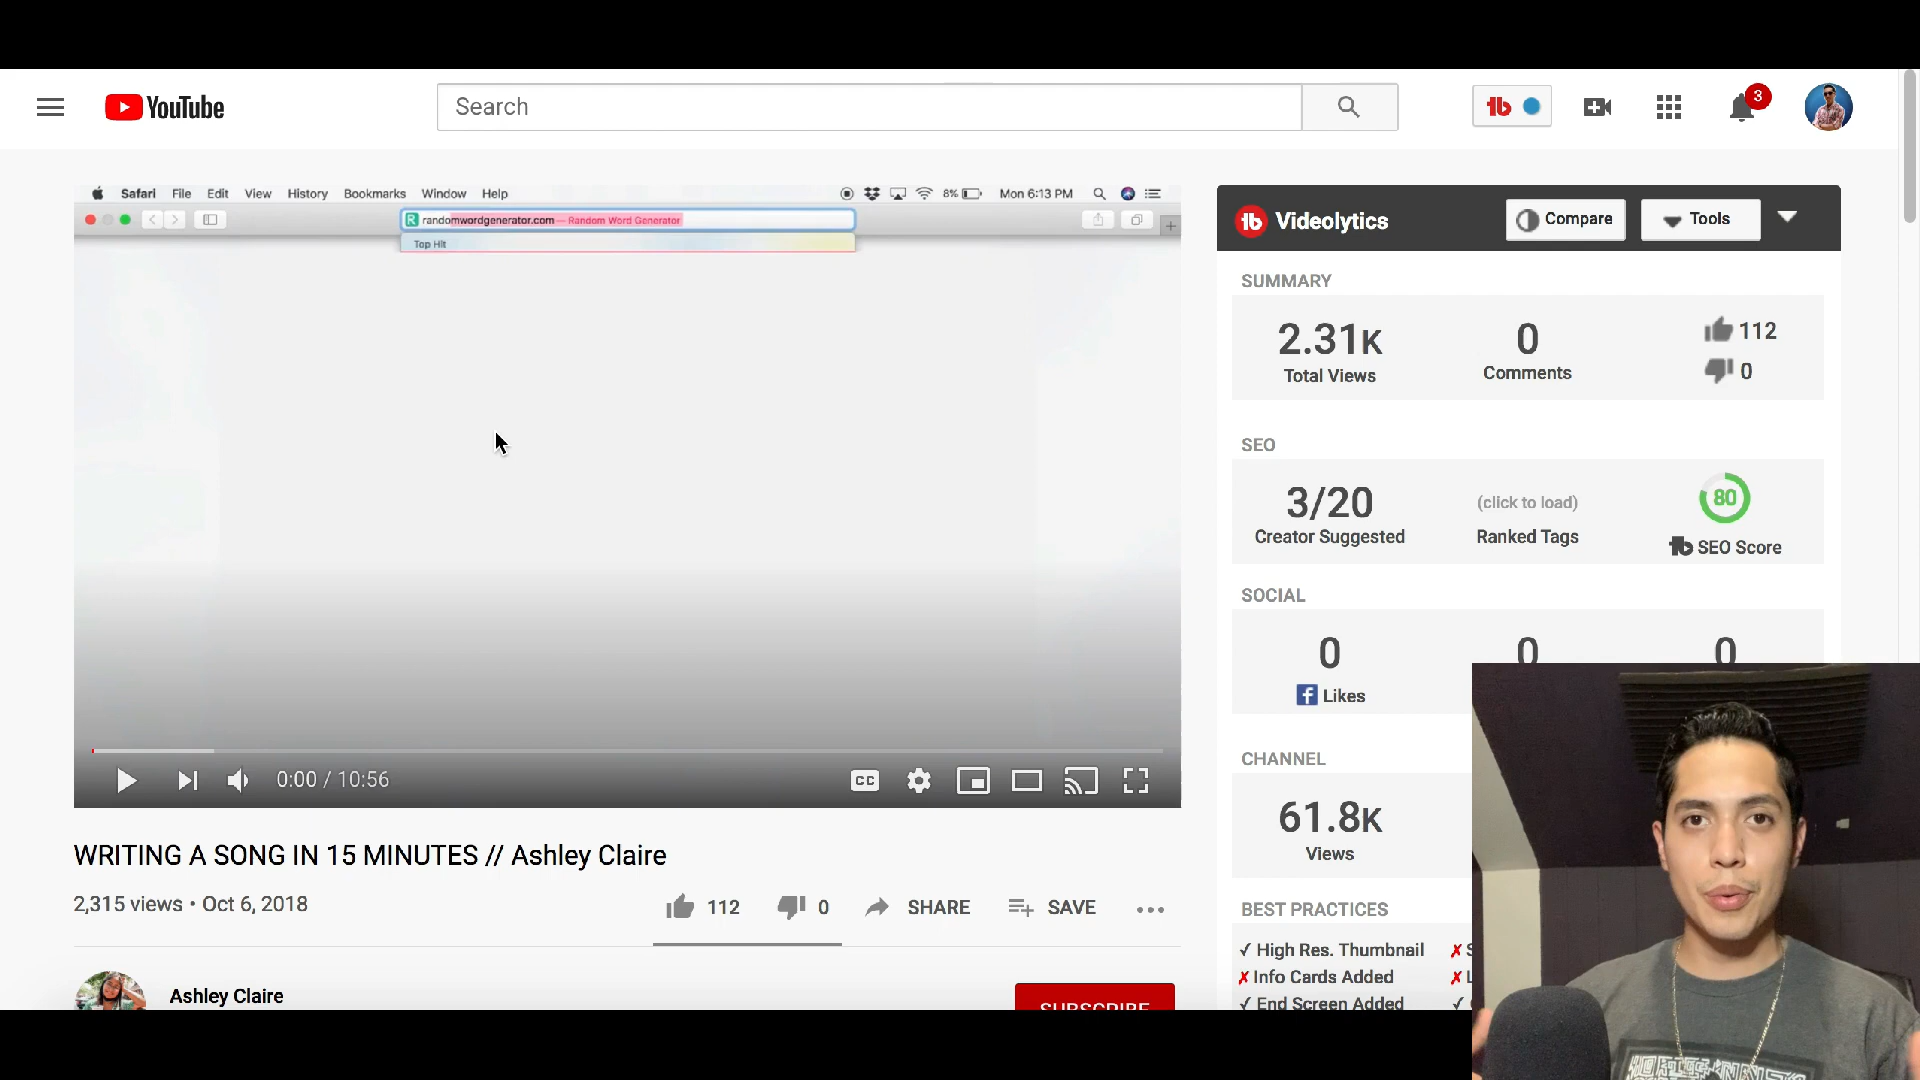 YouTube
Search
3
Safari File Edit View History Bookmarks Window Help
8% Mon 6:13 PM
randomwordgenerator.com — Random Word Generator
Top Hit
0:00 / 10:56
CC
WRITING A SONG IN 15 MINUTES // Ashley Claire
2,315 views • Oct 6, 2018
112 0 SHARE SAVE
Ashley Claire
SUBSCRIBE
tb Videolytics
Compare
Tools
SUMMARY
2.31K
Total Views
0
Comments
112
0
SEO
3/20
Creator Suggested
(click to load)
Ranked Tags
80
SEO Score
SOCIAL
0 0 0
Likes
CHANNEL
61.8K
Views
BEST PRACTICES
✓ High Res. Thumbnail
✗ Info Cards Added
✓ End Screen Added